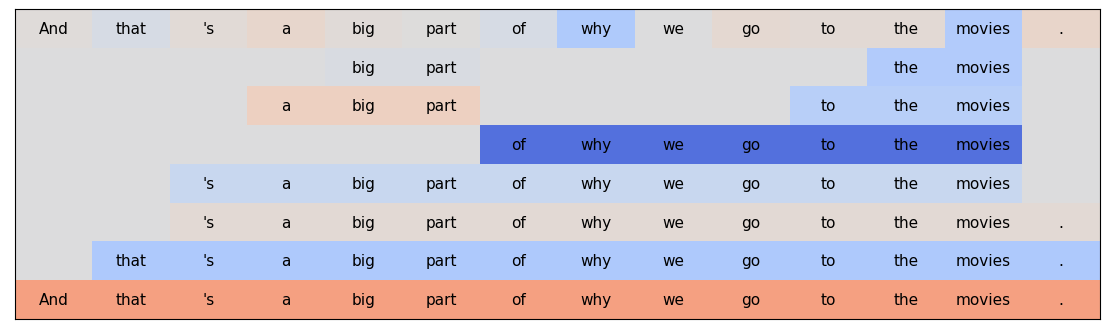 And that 's a big part of why we go to the movies .
big part the movies
a big part to the movies
of why we go to the movies
's a big part of why we go to the movies
's a big part of why we go to the movies .
that 's a big part of why we go to the movies .
And that 's a big part of why we go to the movies .